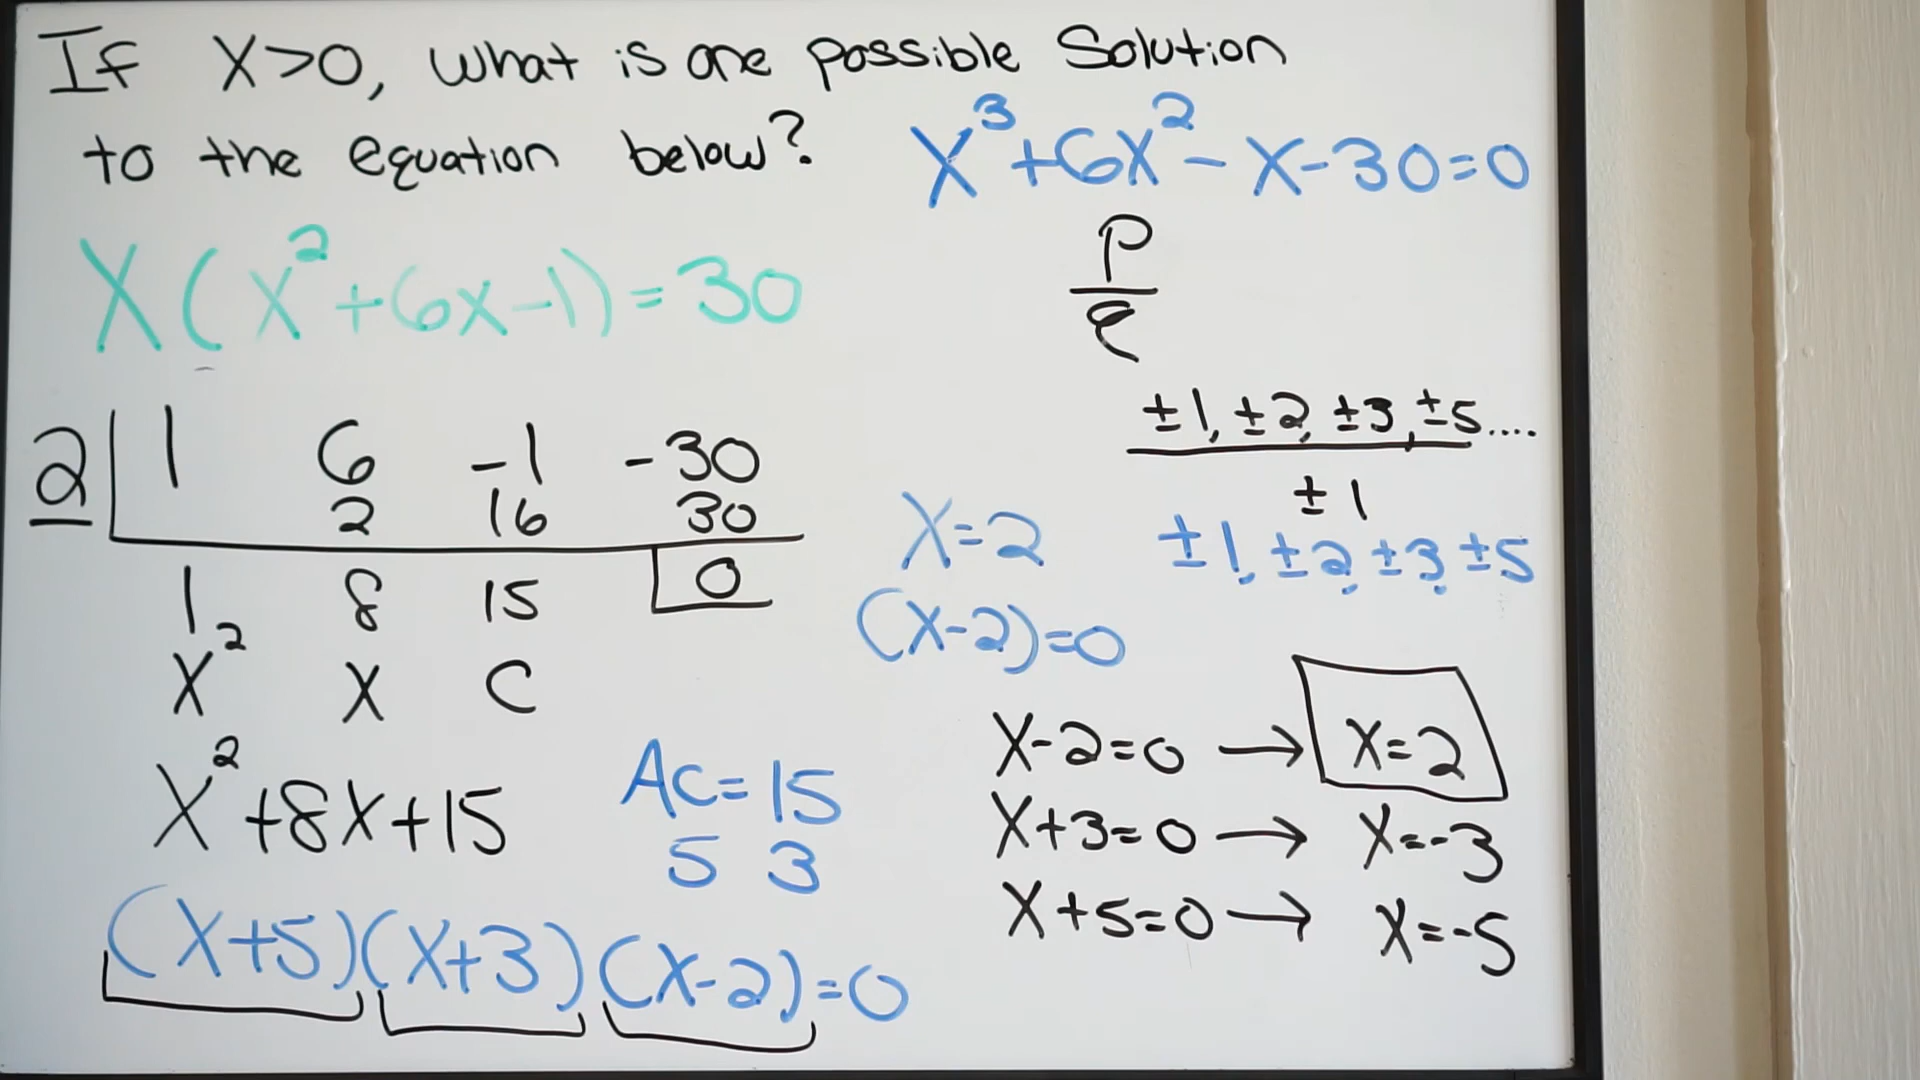 If X>0, what is one possible Solution
to the equation below?
X³+6X²-X-30=0
X(X²+6X-1)=30
P
q
±1, ±2, ±3, ±5....
±1
±1, ±2, ±3, ±5
2 | 1 6 -1 -30
2 16 30
1 8 15 0
X² X C
X²+8X+15
AC=15
5 3
(X+5)(X+3)(X-2)=0
X=2
(X-2)=0
X-2=0 → X=2
X+3=0 → X=-3
X+5=0 → X=-5